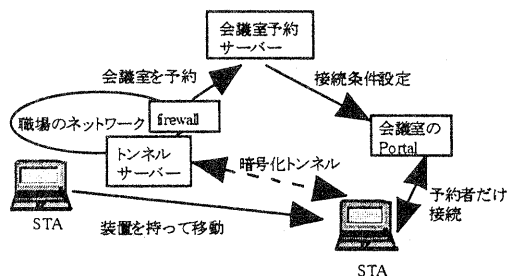 会議室予約
サーバー
会議室を予約
接続条件設定
職場のネットワーク
firewall
会議室の
Portal
トンネル
サーバー
暗号化トンネル
予約者だけ
接続
STA
装置を持って移動
STA